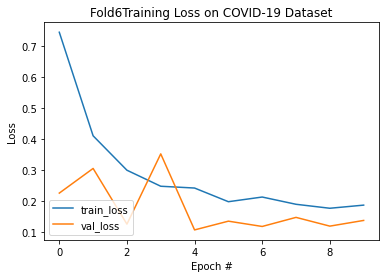 Fold6Training Loss on COVID-19 Dataset
Loss
0.7
0.6
0.5
0.4
0.3
0.2
0.1
train_loss
val_loss
0 2 4 6 8
Epoch #